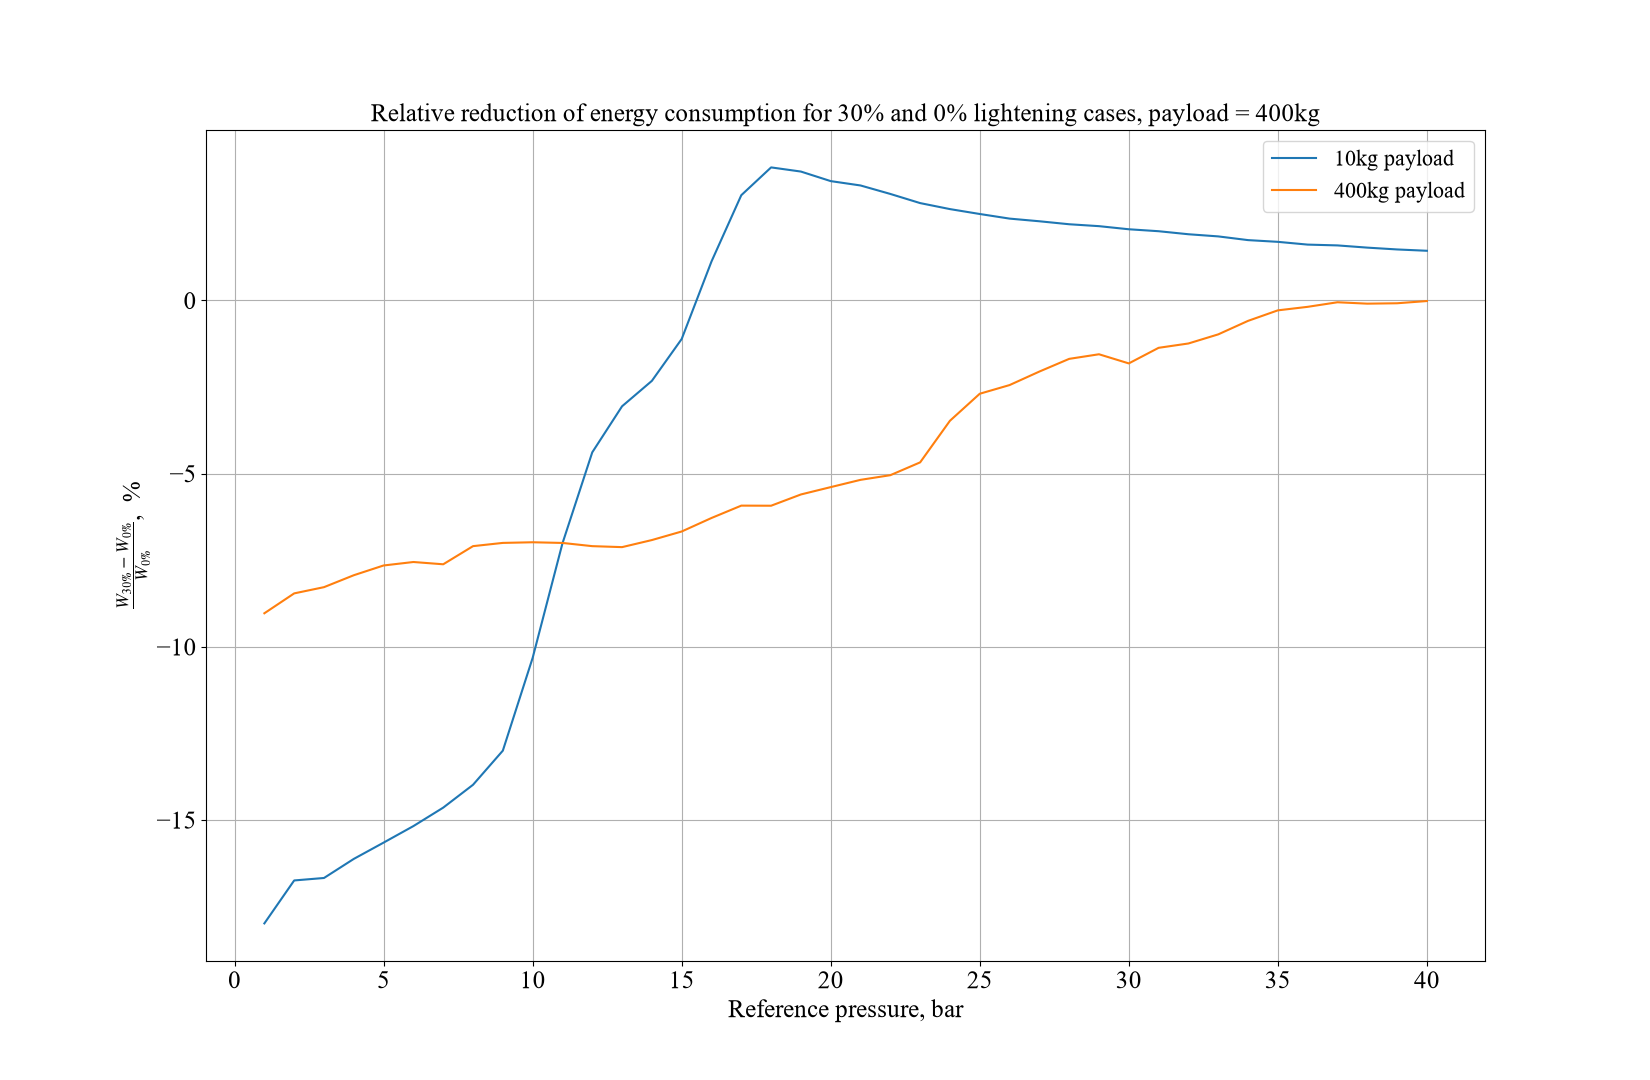 Relative reduction of energy consumption for 30% and 0% lightening cases, payload = 400kg
10kg payload
400kg payload
0
−5
−10
−15
W30% − W0%
W0%
, %
0 5 10 15 20 25 30 35 40
Reference pressure, bar